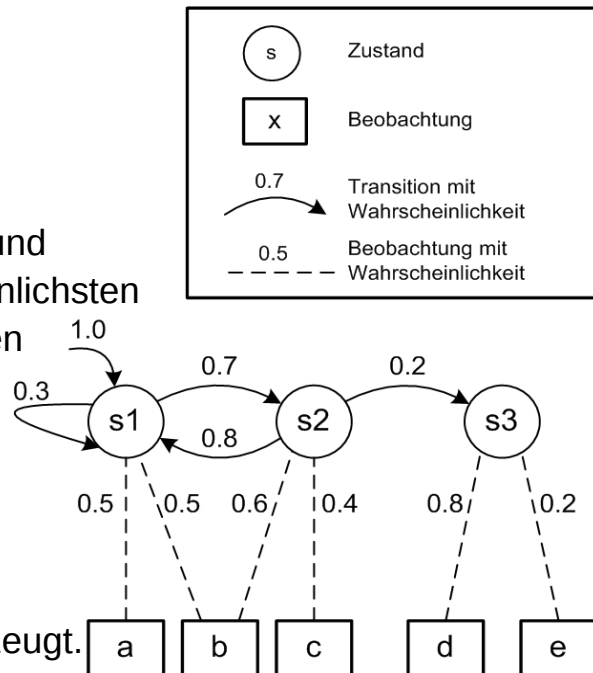 s Zustand
x Beobachtung
0.7
Transition mit
Wahrscheinlichkeit
0.5
Beobachtung mit
Wahrscheinlichkeit
und
nlichsten
en
1.0
0.3
0.7
0.2
s1 s2 s3
0.8
0.5 0.5 0.6 0.4 0.8 0.2
eugt.
a b c d e